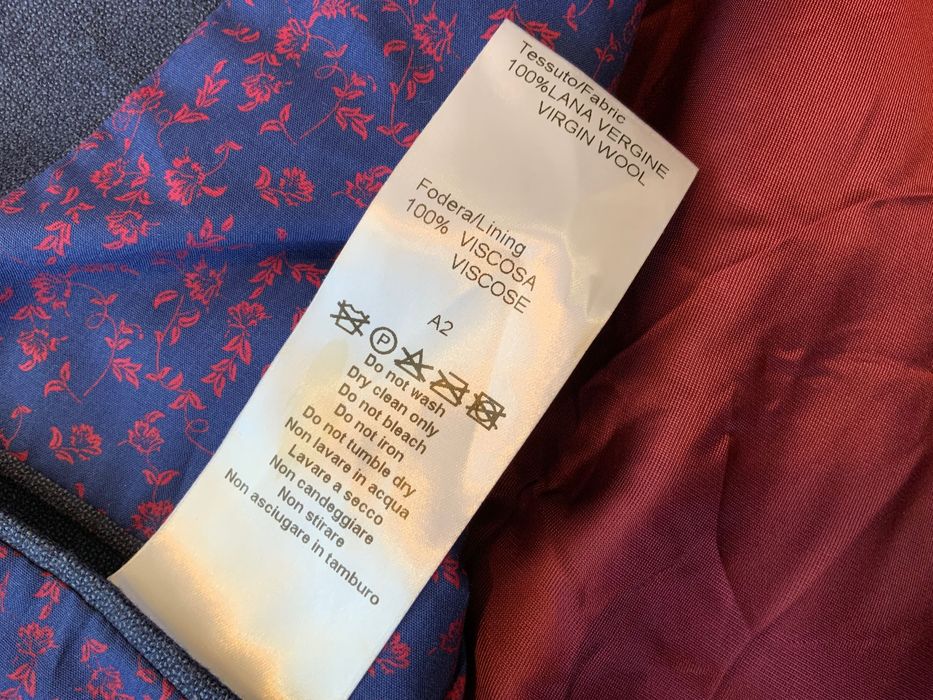 Tessuto/Fabric
100%LANA VERGINE
VIRGIN WOOL
Fodera/Lining
100% VISCOSA
VISCOSE
A2
P
Do not wash
Dry clean only
Do not bleach
Do not iron
Do not tumble dry
Non lavare in acqua
Lavare a secco
Non candeggiare
Non stirare
Non asciugare in tamburo